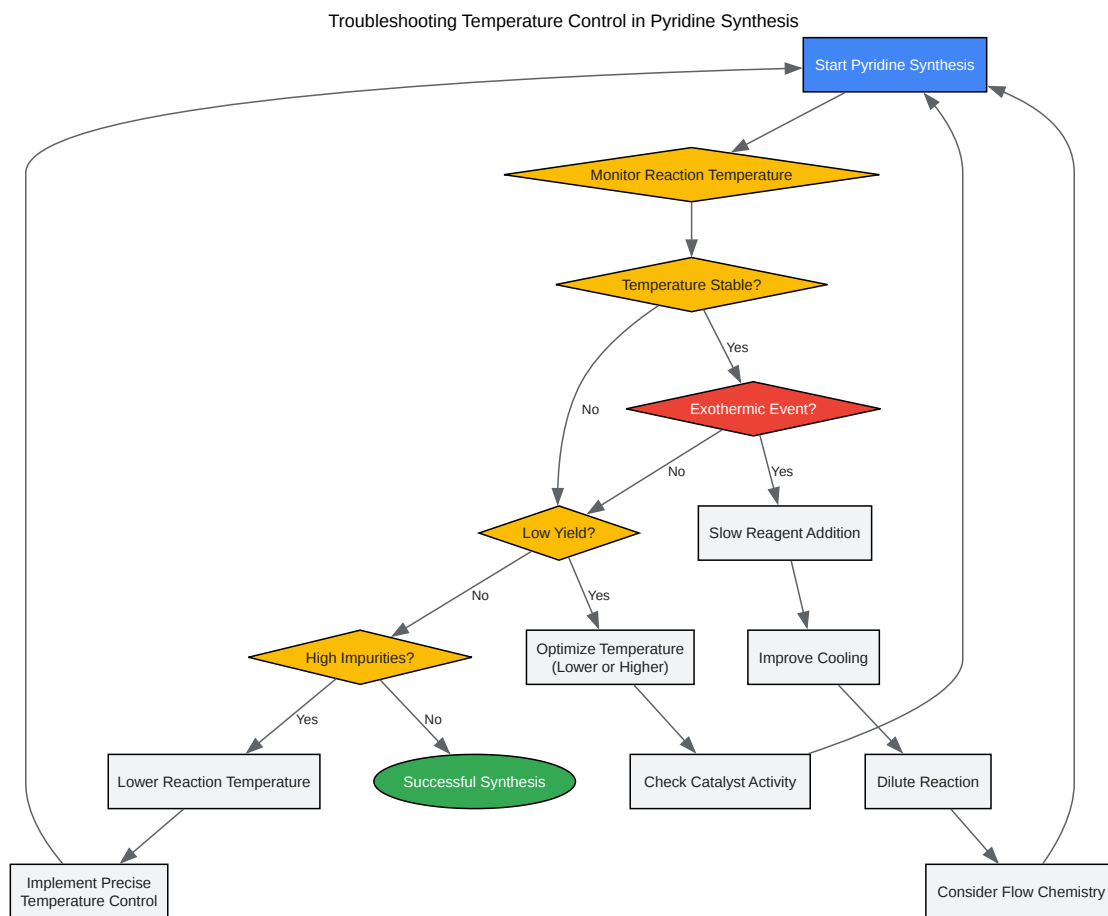 Troubleshooting Temperature Control in Pyridine Synthesis
Start Pyridine Synthesis
Monitor Reaction Temperature
Temperature Stable?
Yes
No
Exothermic Event?
No
Yes
Low Yield?
Slow Reagent Addition
No
Yes
High Impurities?
Optimize Temperature
(Lower or Higher)
Improve Cooling
Yes
No
Lower Reaction Temperature
Successful Synthesis
Check Catalyst Activity
Dilute Reaction
Implement Precise
Temperature Control
Consider Flow Chemistry